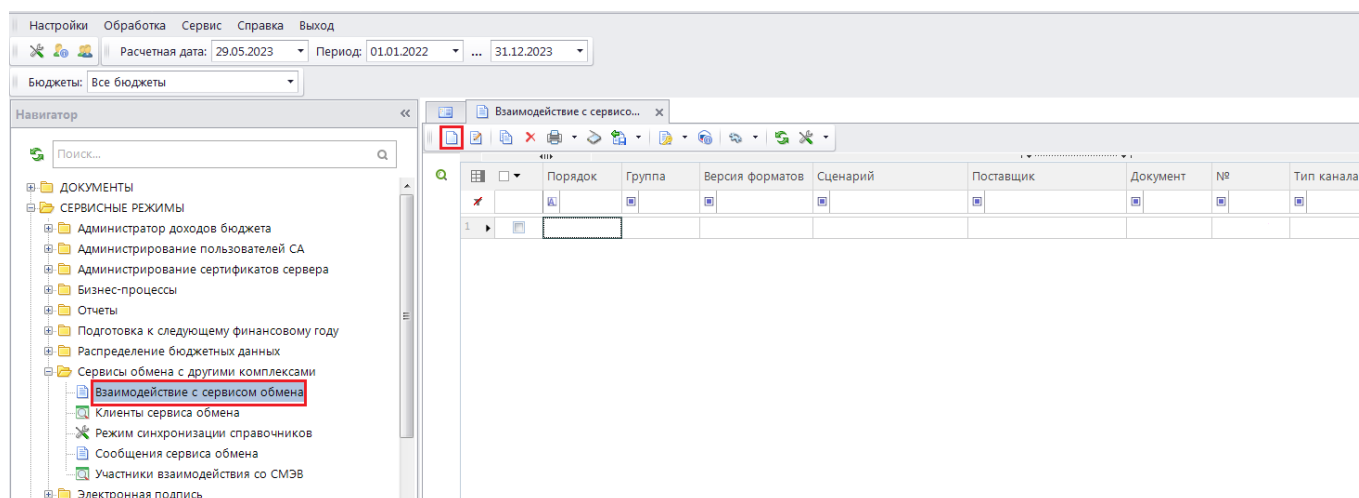 Настройки Обработка Сервис Справка Выход
Расчетная дата: 29.05.2023 Период: 01.01.2022 ... 31.12.2023
Бюджеты: Все бюджеты
Навигатор
Взаимодействие с сервисо...
Поиск...
Порядок Группа Версия форматов Сценарий Поставщик Документ № Тип канала
1
ДОКУМЕНТЫ
СЕРВИСНЫЕ РЕЖИМЫ
Администратор доходов бюджета
Администрирование пользователей СА
Администрирование сертификатов сервера
Бизнес-процессы
Отчеты
Подготовка к следующему финансовому году
Распределение бюджетных данных
Сервисы обмена с другими комплексами
Взаимодействие с сервисом обмена
Клиенты сервиса обмена
Режим синхронизации справочников
Сообщения сервиса обмена
Участники взаимодействия со СМЭВ
Электронная подпись